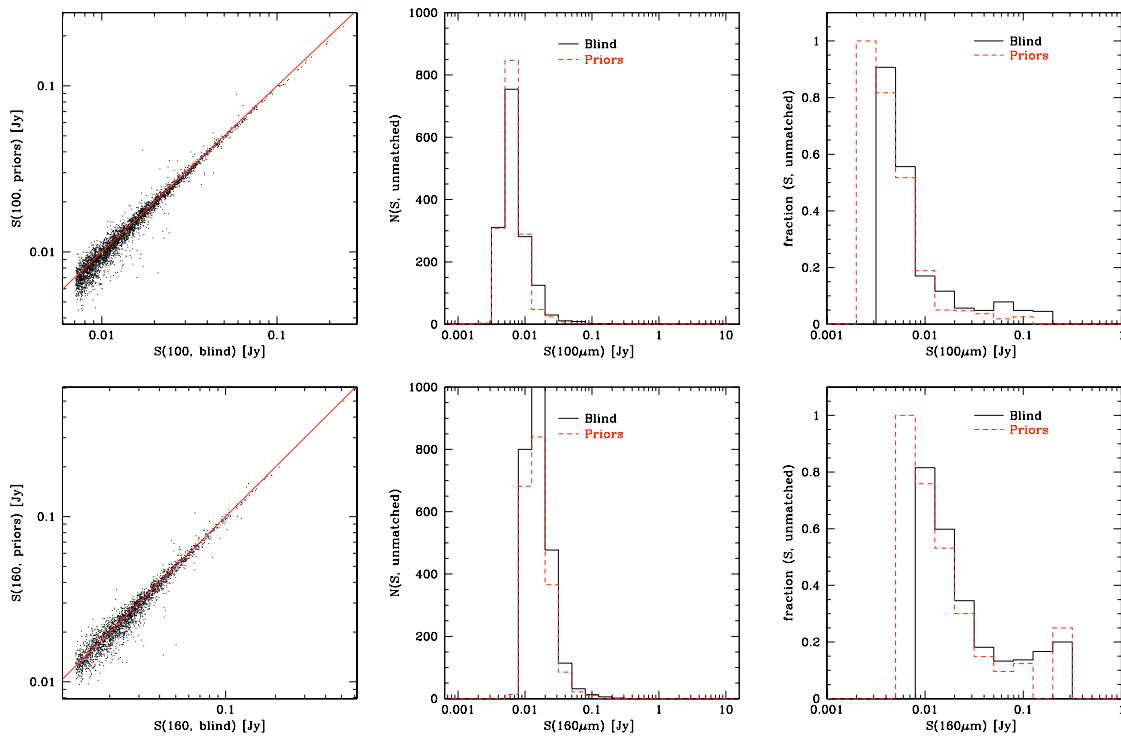 S(100, priors) [Jy]
0.1
0.01
0.01
0.1
S(100, blind) [Jy]
N(S, unmatched)
1000
800
600
400
200
0
0.001
0.01
0.1
1
10
S(100μm) [Jy]
Blind
Priors
fraction (S, unmatched)
1
0.8
0.6
0.4
0.2
0
0.001
0.01
0.1
1
S(100μm) [Jy]
Blind
Priors
S(160, priors) [Jy]
0.1
0.01
0.1
S(160, blind) [Jy]
N(S, unmatched)
1000
800
600
400
200
0
0.001
0.01
0.1
1
10
S(160μm) [Jy]
Blind
Priors
fraction (S, unmatched)
1
0.8
0.6
0.4
0.2
0
0.001
0.01
0.1
1
S(160μm) [Jy]
Blind
Priors